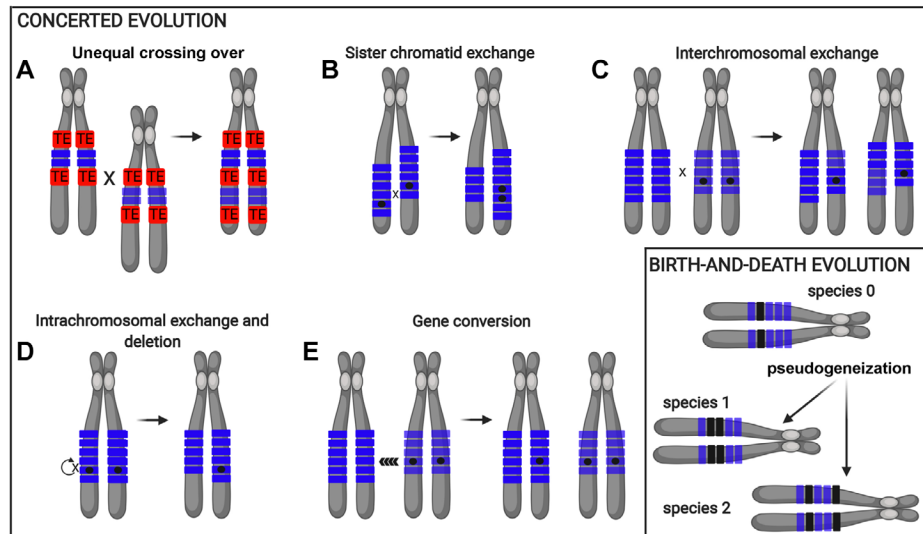 CONCERTED EVOLUTION
Unequal crossing over
Sister chromatid exchange
Interchromosomal exchange
A
B
C
TE TE
TE TE
X
TE TE
TE TE
TE TE
TE TE
TE TE
x
x
Intrachromosomal exchange and
deletion
Gene conversion
D
E
x
BIRTH-AND-DEATH EVOLUTION
species 0
pseudogeneization
species 1
species 2